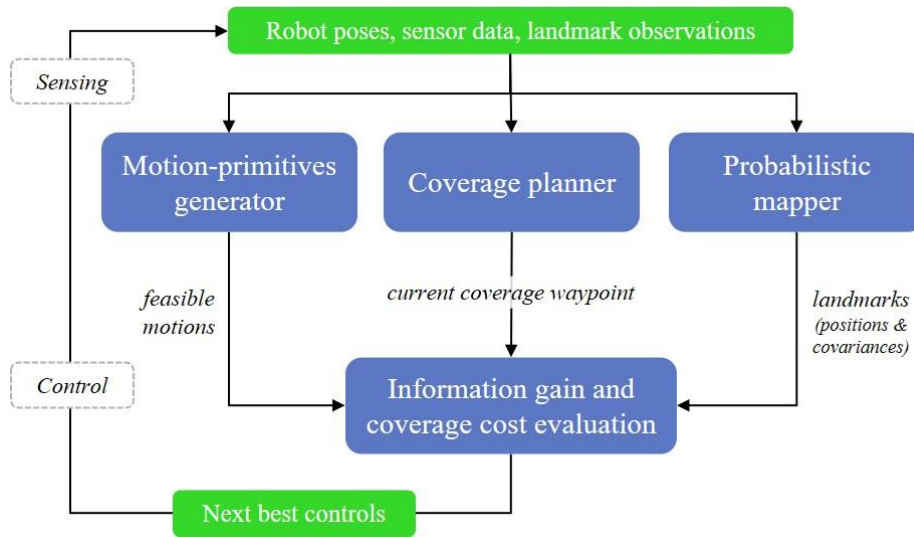 Robot poses, sensor data, landmark observations
Sensing
Motion-primitives
generator
Coverage planner
Probabilistic
mapper
feasible
motions
current coverage waypoint
landmarks
(positions &
covariances)
Control
Information gain and
coverage cost evaluation
Next best controls